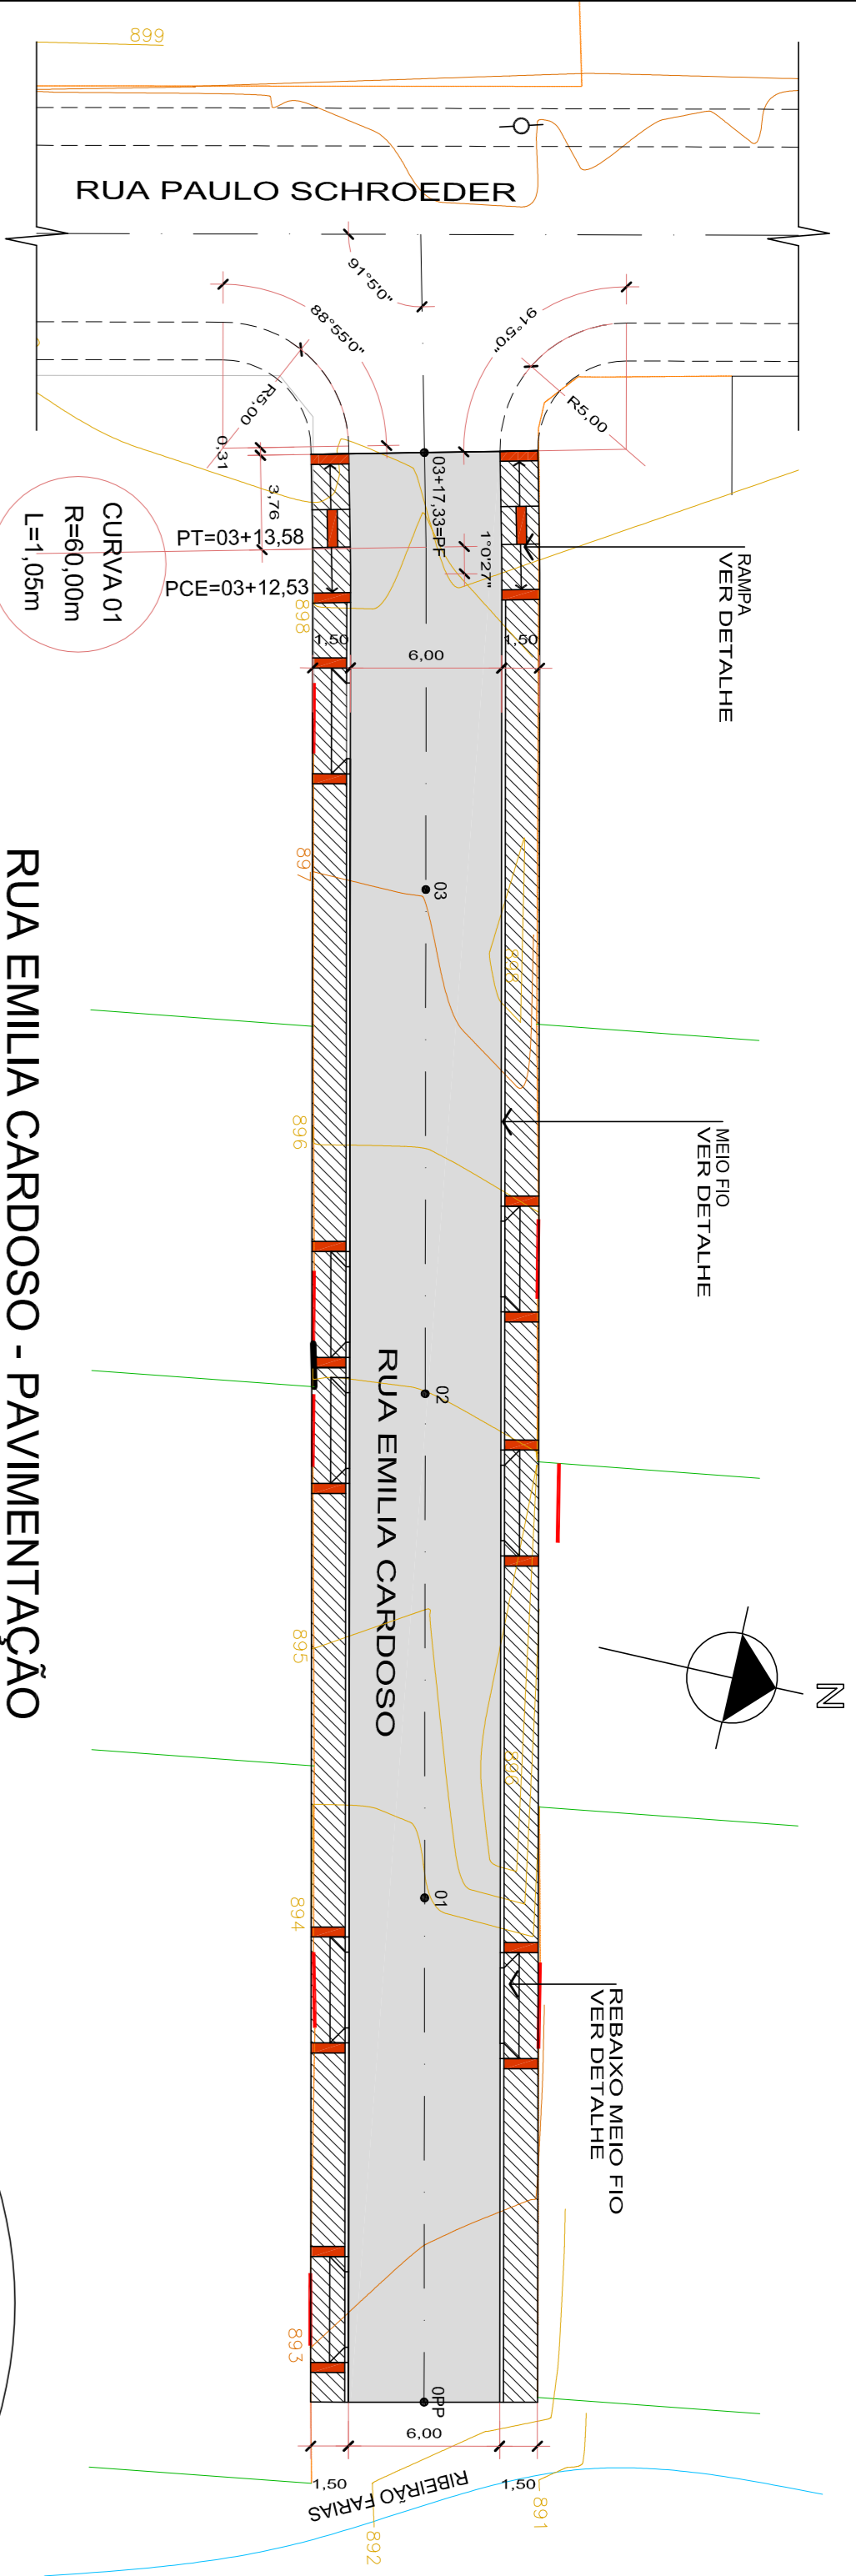 899
RUA PAULO SCHROEDER
91°5'0"
88°55'0"
91°5'0"
R5,00
R5,00
0,31
3,76
03+17,33=PF
1°0'27"
PT=03+13,58
PCE=03+12,53
CURVA 01
R=60,00m
L=1,05m
RAMPA
VER DETALHE
898
1,50
6,00
1,50
897
03
898
MEIO FIO
VER DETALHE
896
02
RUA EMILIA CARDOSO
RUA EMILIA CARDOSO - PAVIMENTAÇÃO
N
895
896
01
894
REBAIXO MEIO FIO
VER DETALHE
893
0PP
6,00
1,50
1,50
RIBEIRÃO FARIAS
891
892